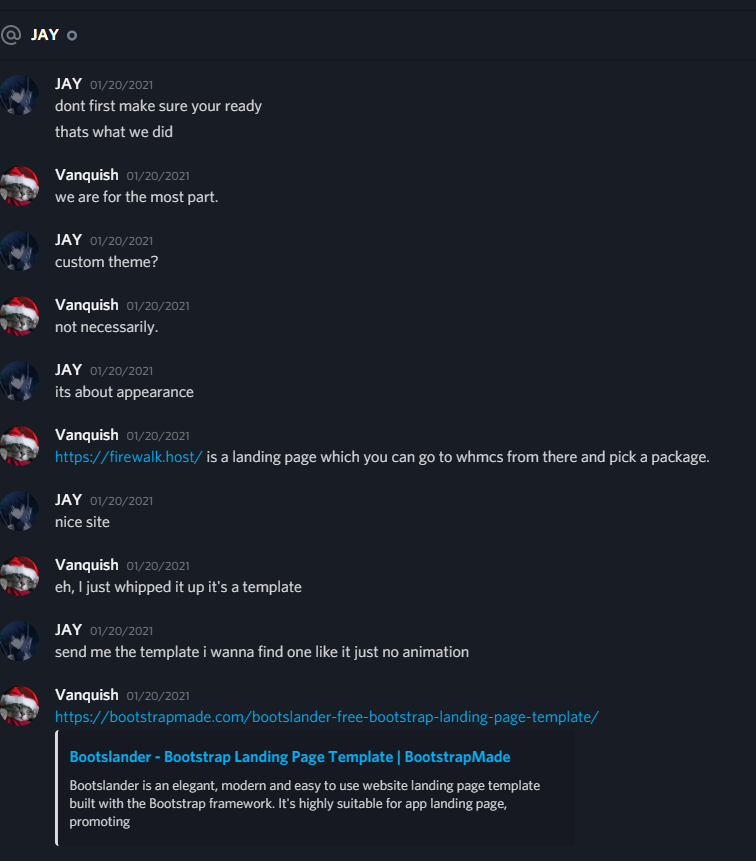 @ JAY
JAY 01/20/2021
dont first make sure your ready
thats what we did
Vanquish 01/20/2021
we are for the most part.
JAY 01/20/2021
custom theme?
Vanquish 01/20/2021
not necessarily.
JAY 01/20/2021
its about appearance
Vanquish 01/20/2021
https://firewalk.host/ is a landing page which you can go to whmcs from there and pick a package.
JAY 01/20/2021
nice site
Vanquish 01/20/2021
eh, I just whipped it up it's a template
JAY 01/20/2021
send me the template i wanna find one like it just no animation
Vanquish 01/20/2021
https://bootstrapmade.com/bootslander-free-bootstrap-landing-page-template/
Bootslander - Bootstrap Landing Page Template | BootstrapMade
Bootslander is an elegant, modern and easy to use website landing page template
built with the Bootstrap framework. It's highly suitable for app landing page,
promoting